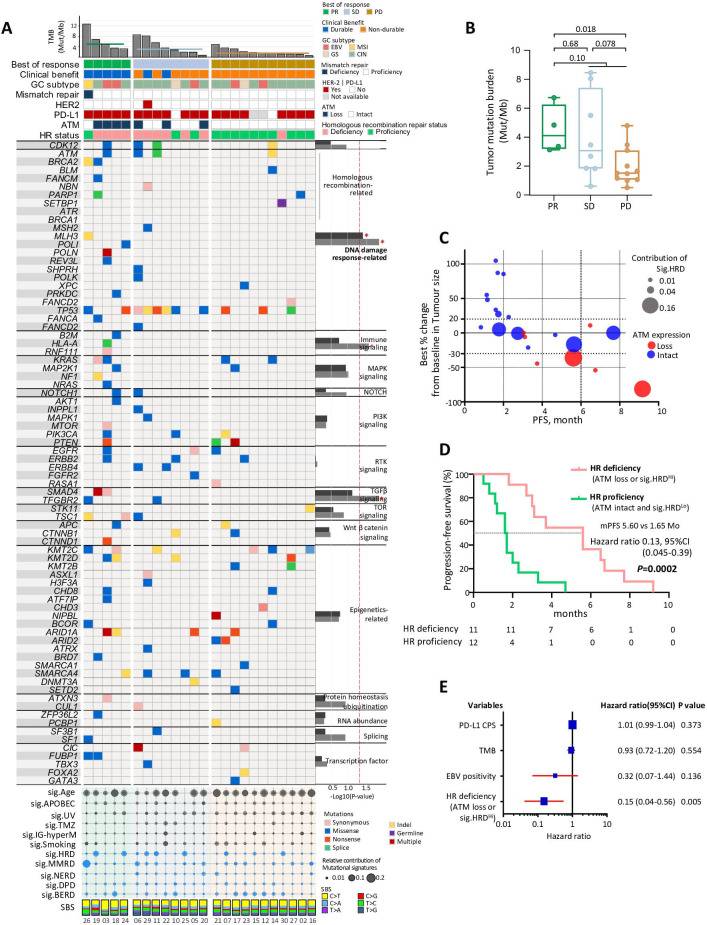 A
TMB
(Mut/Mb)
12
8
4
Best of response
Clinical benefit
GC subtype
Mismatch repair
HER2
PD-L1
ATM
HR status
CDK12
ATM
BRCA2
BLM
FANCM
NBN
PARP1
SETBP1
ATR
BRCA1
MSH2
MLH3
POLI
POLN
REV3L
SHPRH
POLK
XPC
PRKDC
FANCD2
TP53
FANCA
FANCD2
B2M
HLA-A
RNF111
KRAS
MAP2K1
NF1
NRAS
NOTCH1
AKT1
INPPL1
MAPK1
MTOR
PIK3CA
PTEN
EGFR
ERBB2
ERBB4
FGFR2
RASA1
SMAD4
TFGBR2
STK11
TSC1
APC
CTNNB1
CTNND1
KMT2C
KMT2D
KMT2B
ASXL1
H3F3A
CHD8
ATF7IP
CHD3
NIPBL
BCOR
ARID1A
ARID2
ATRX
BRD7
SMARCA1
SMARCA4
DNMT3A
SETD2
ATXN3
CUL1
ZFP36L2
PCBP1
SF3B1
SF1
CIC
FUBP1
TBX3
FOXA2
GATA3
Homologous
recombination-
related
*
*
DNA damage
response-related
Immune
signaling
MAPK
signaling
NOTCH
PI3K
signaling
RTK
signaling
TGFβ
signaling
TOR
signaling
Wnt β catenin
signaling
Epigenetics-
related
Protein homeostasis
ubiquitination
RNA abundance
Splicing
Transcription factor
0.5 1.0 1.5
-Log10(P-value)
sig.Age
sig.APOBEC
sig.UV
sig.TMZ
sig.IG-hyperM
sig.Smoking
sig.HRD
sig.MMRD
sig.NERD
sig.DPD
sig.BERD
SBS
26 19 03 18 24 06 29 11 22 10 25 05 20 21 07 17 23 15 12 14 30 27 02 16
Best of response
PR SD PD
Clinical Benefit
Durable Non-durable
GC subtype
EBV MSI
GS CIN
Mismatch repair
Deficiency Proficiency
HER-2 | PD-L1
Yes No
Not available
ATM
Loss Intact
Homologous recombination repair status
Deficiency Proficiency
Mutations
Synonymous
Missense
Nonsense
Splice
Indel
Germline
Multiple
Relative contribution of
Mutational signatures
0.01 0.1 0.2
SBS
C>T C>G
C>A T>C
T>A T>G
B
Tumor mutation burden
(Mut/Mb)
10
8
6
4
2
0
0.018
0.68 0.078
0.10
PR SD PD
C
Best % change
from baseline in Tumour size
100
50
20
0
-30
-50
-100
0 2 4 6 8 10
PFS, month
Contribution of
Sig.HRD
0.01
0.04
0.16
ATM expression
Loss
Intact
D
Progression-free survival (%)
100
80
60
40
20
0
0 2 4 6 8 10
months
HR deficiency
(ATM loss or sig.HRDhi)
HR proficiency
(ATM intact and sig.HRDLo)
mPFS 5.60 vs 1.65 Mo
Hazard ratio 0.13, 95%CI
(0.045-0.39)
P=0.0002
HR deficiency 11 11 7 6 1 0
HR proficiency 12 4 1 0 0 0
E
Variables Hazard ratio(95%CI) P value
PD-L1 CPS 1.01 (0.99-1.04) 0.373
TMB 0.93 (0.72-1.20) 0.554
EBV positivity 0.32 (0.07-1.44) 0.136
HR deficiency 0.15 (0.04-0.56) 0.005
(ATM loss or
sig.HRDhi)
0.01 0.1 1 10
Hazard ratio